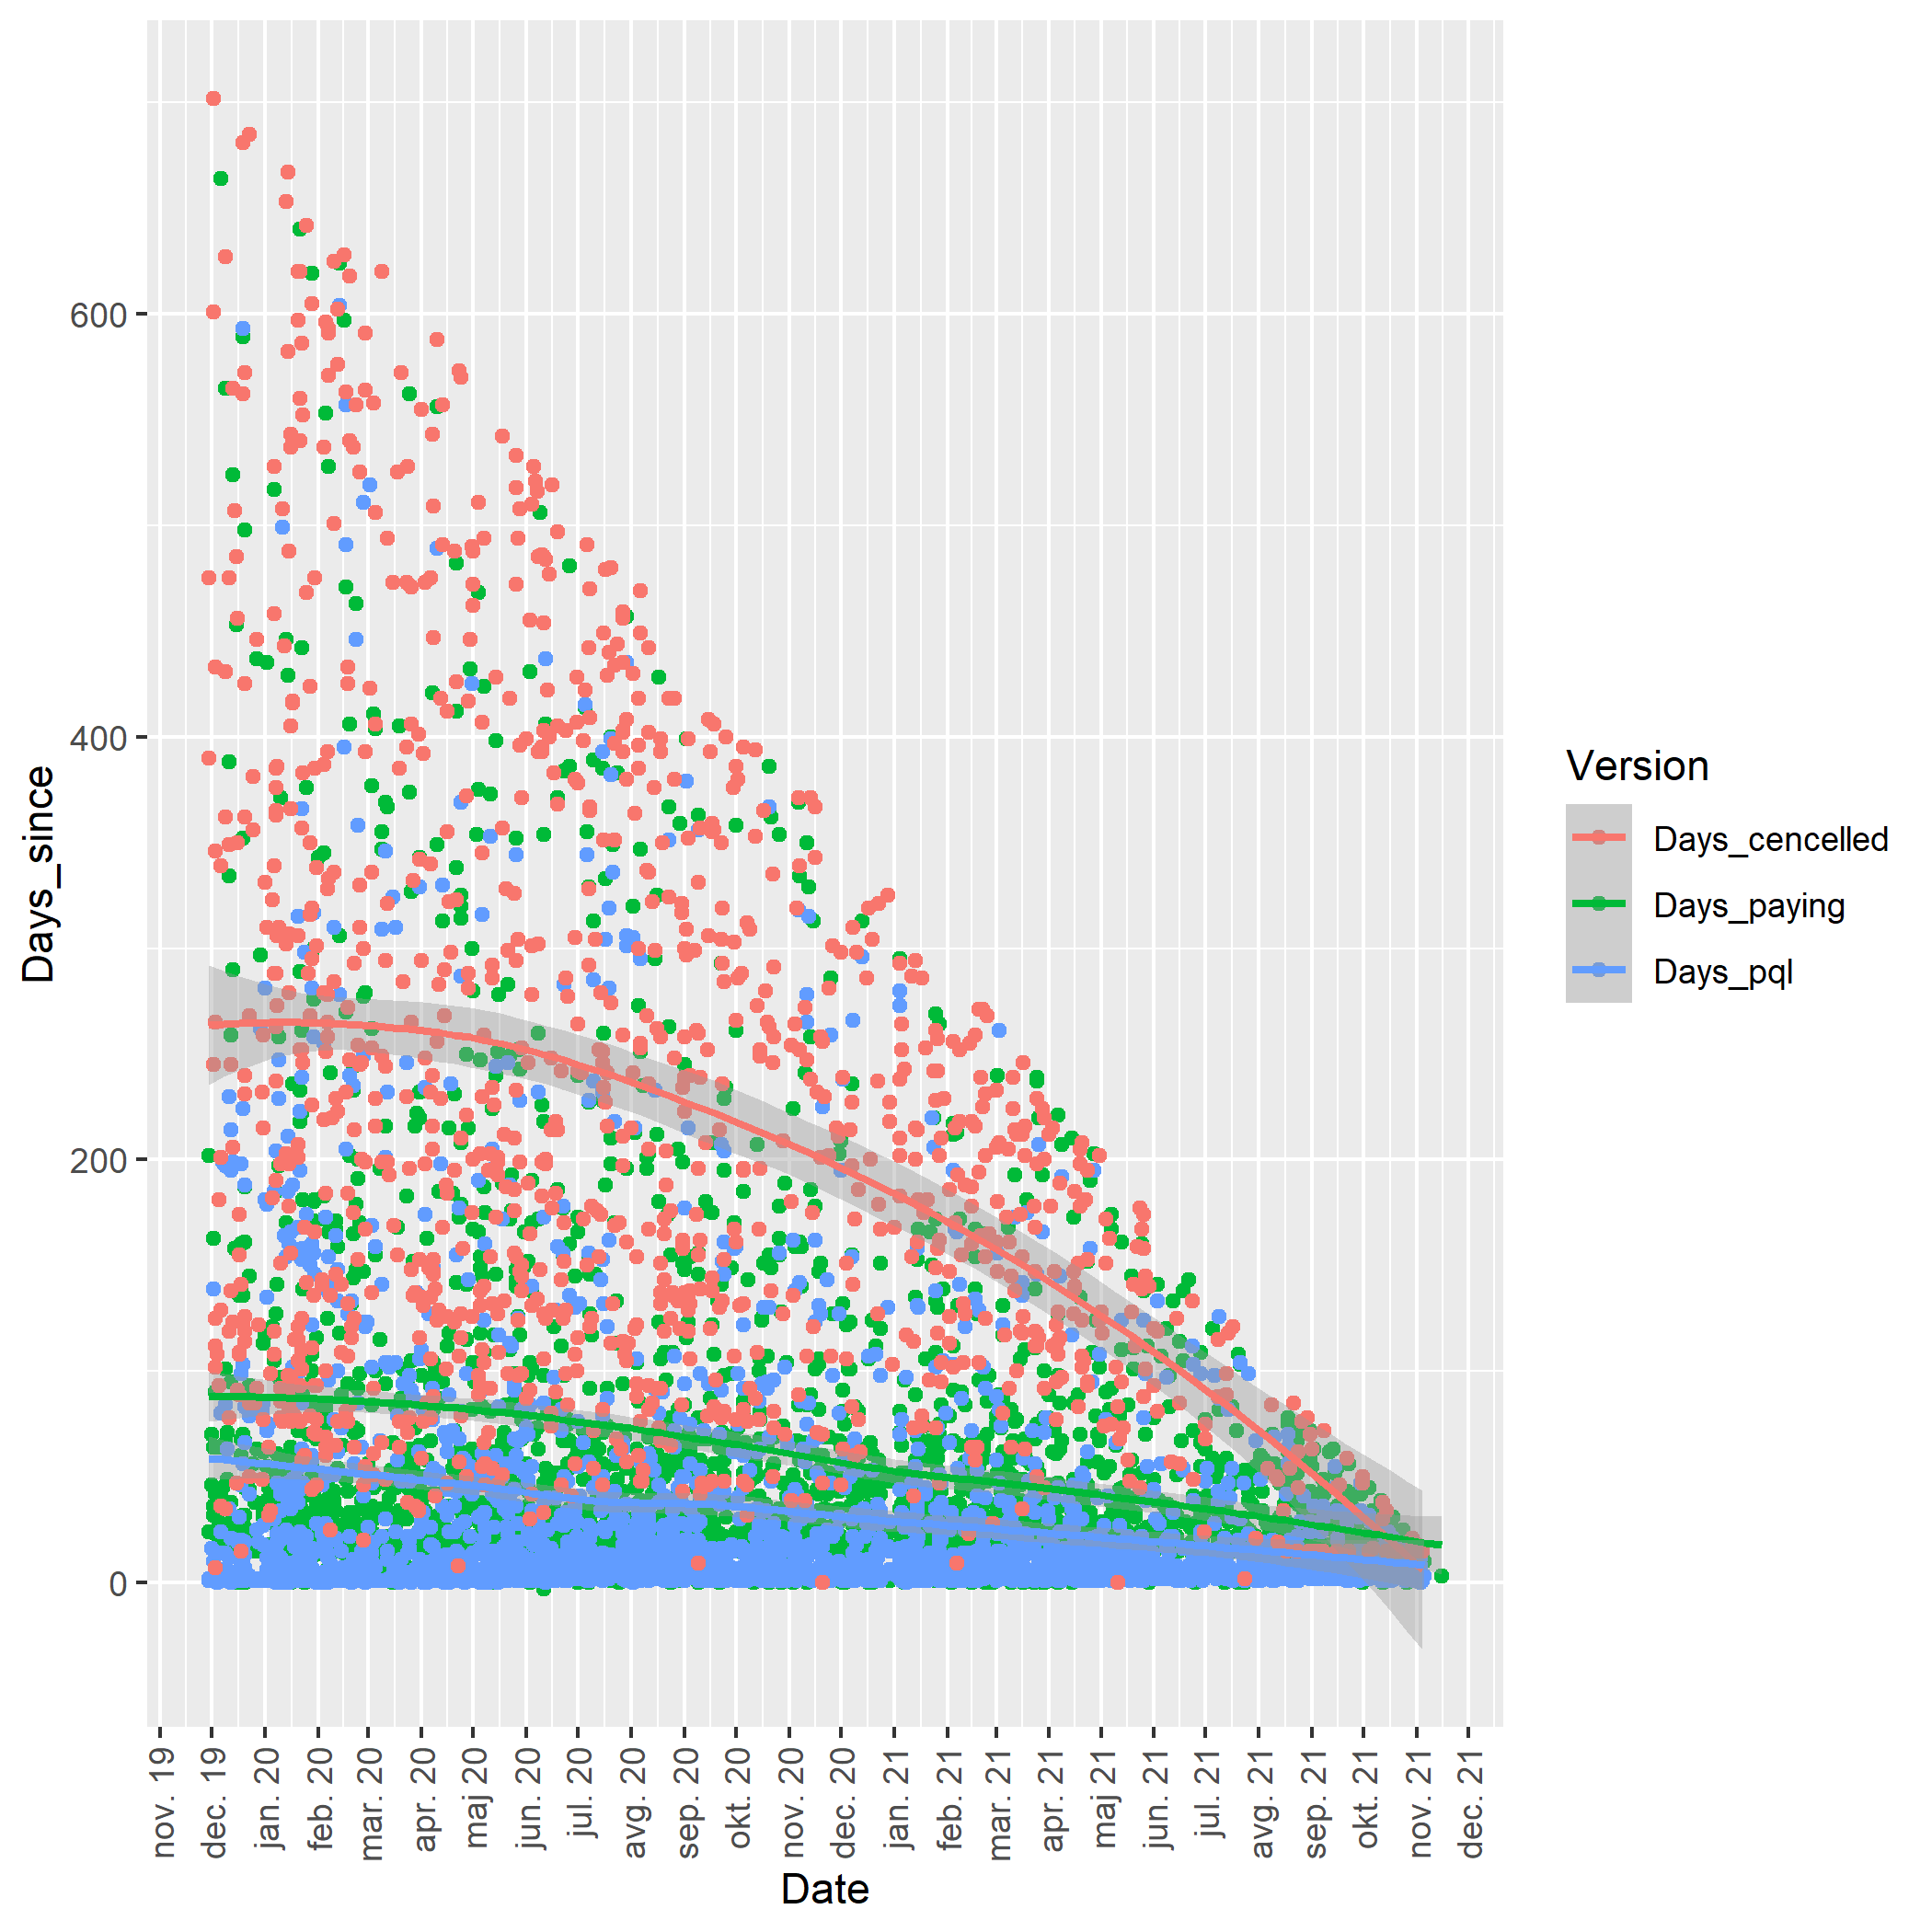 600
400
200
0
Days_since
nov. 19
dec. 19
jan. 20
feb. 20
mar. 20
apr. 20
maj 20
jun. 20
jul. 20
avg. 20
sep. 20
okt. 20
nov. 20
dec. 20
jan. 21
feb. 21
mar. 21
apr. 21
maj 21
jun. 21
jul. 21
avg. 21
sep. 21
okt. 21
nov. 21
dec. 21
Date
Version
Days_cencelled
Days_paying
Days_pql